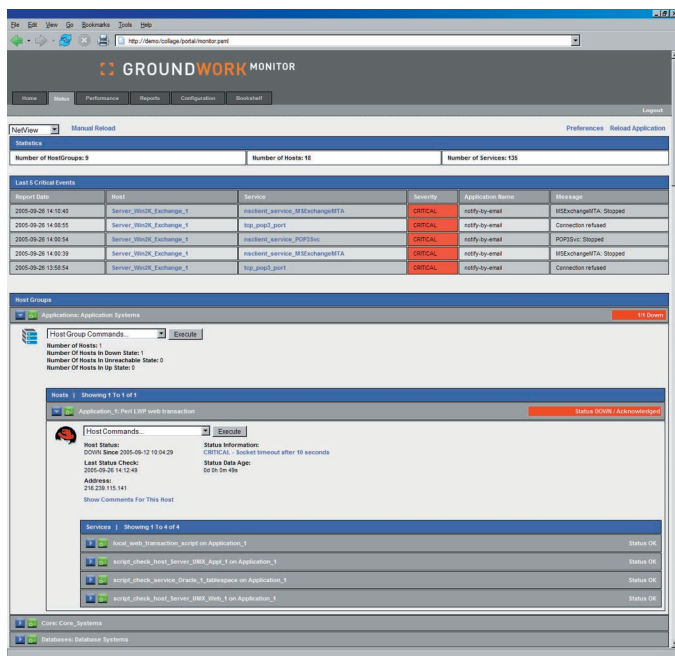 File Edit View Go Bookmarks Tools Help
http://demo/collage/portal/monitor.psml
GROUNDWORK MONITOR
Home Status Performance Reports Configuration Bookshelf
Logout
NetView Manual Reload Preferences Reload Application
Statistics
Number of HostGroups: 9 Number of Hosts: 18 Number of Services: 135
Last 5 Critical Events
Report Date Host Service Severity Application Name Message
2005-09-26 14:10:40 Server_Win2K_Exchange_1 nsclient_service_MSExchangeMTA CRITICAL notify-by-email MSExchangeMTA: Stopped
2005-09-26 14:08:55 Server_Win2K_Exchange_1 tcp_pop3_port CRITICAL notify-by-email Connection refused
2005-09-26 14:00:54 Server_Win2K_Exchange_1 nsclient_service_POP3Svc CRITICAL notify-by-email POP3Svc: Stopped
2005-09-26 14:00:39 Server_Win2K_Exchange_1 nsclient_service_MSExchangeMTA CRITICAL notify-by-email MSExchangeMTA: Stopped
2005-09-26 13:58:54 Server_Win2K_Exchange_1 tcp_pop3_port CRITICAL notify-by-email Connection refused
Host Groups
Applications: Application Systems 1/1 Down
Host Group Commands... Execute
Number of Hosts: 1
Number Of Hosts In Down State: 1
Number Of Hosts In Unreachable State: 0
Number Of Hosts In Up State: 0
Hosts | Showing 1 To 1 of 1
Application_1: Perl LWP web transaction Status DOWN / Acknowledged
Host Commands... Execute
Host Status: Status Information:
DOWN Since 2005-09-12 10:04:29 CRITICAL - Socket timeout after 10 seconds
Last Status Check: Status Data Age:
2005-09-26 14:12:49 0d 0h 0m 49s
Address:
216.239.115.141
Show Comments For This Host
Services | Showing 1 To 4 of 4
local_web_transaction_script on Application_1 Status OK
script_check_host_Server_UNIX_Appl_1 on Application_1 Status OK
script_check_service_Oracle_1_tablespace on Application_1 Status OK
script_check_host_Server_UNIX_Web_1 on Application_1 Status OK
Core: Core_Systems
Databases: Database Systems